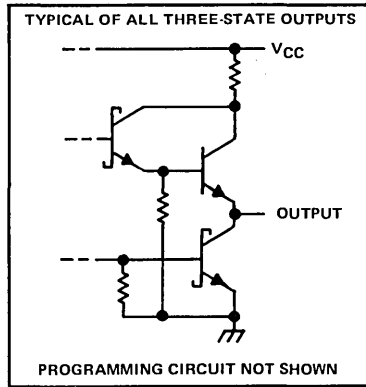 TYPICAL OF ALL THREE-STATE OUTPUTS
VCC
OUTPUT
PROGRAMMING CIRCUIT NOT SHOWN